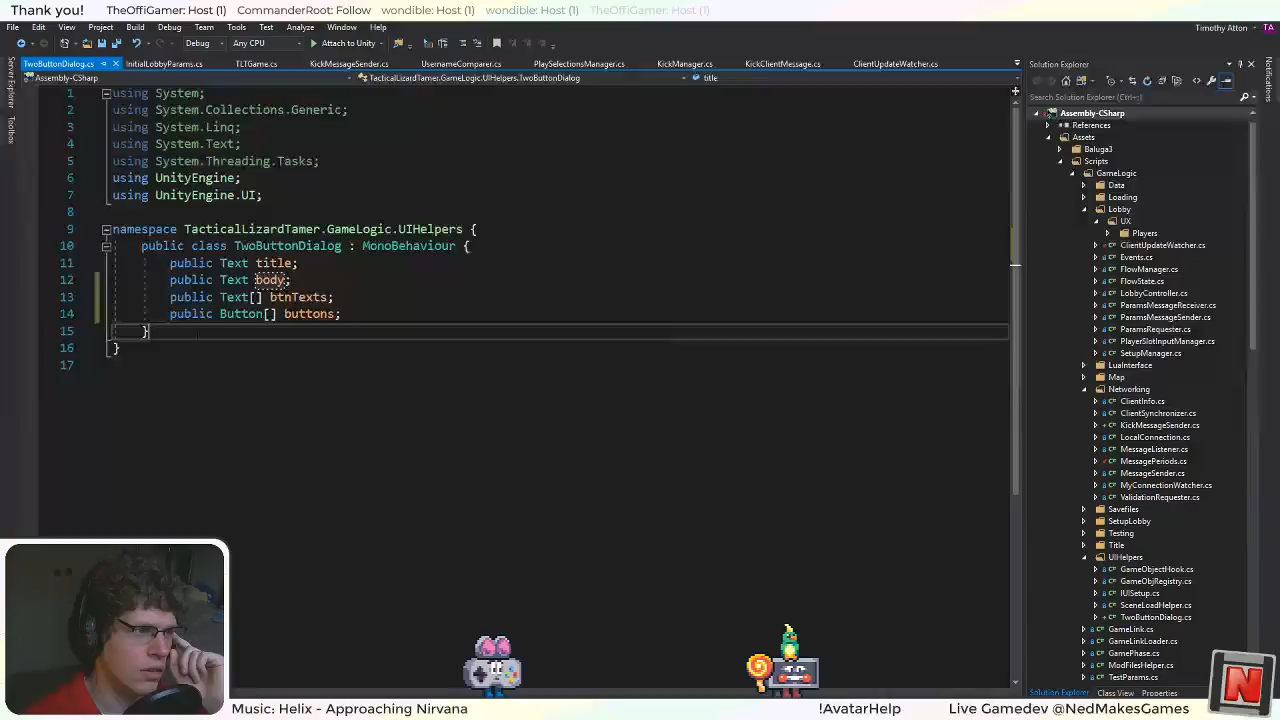 Thank you! TheOffiGamer: Host (1) CommanderRoot: Follow wondible: Host (1) wondible: Host (1) TheOffiGamer: Host (1)
File Edit View Project Build Debug Team Tools Test Analyze Window Help Timothy Atton TA
Debug Any CPU Attach to Unity
TwoButtonDialog.cs InitialLobbyParams.cs TLTGame.cs KickMessageSender.cs UsernameComparer.cs PlaySelectionsManager.cs KickManager.cs KickClientMessage.cs ClientUpdateWatcher.cs
Assembly-CSharp TacticalLizardTamer.GameLogic.UIHelpers.TwoButtonDialog title
Server Explorer
Toolbox
1 using System;
2 using System.Collections.Generic;
3 using System.Linq;
4 using System.Text;
5 using System.Threading.Tasks;
6 using UnityEngine;
7 using UnityEngine.UI;
8
9 namespace TacticalLizardTamer.GameLogic.UIHelpers {
10 public class TwoButtonDialog : MonoBehaviour {
11 public Text title;
12 public Text body;
13 public Text[] btnTexts;
14 public Button[] buttons;
15 }
16 }
17
Solution Explorer
Search Solution Explorer (Ctrl+;)
Assembly-CSharp
References
Assets
Baluga3
Scripts
GameLogic
Data
Loading
Lobby
UX
Players
ClientUpdateWatcher.cs
Events.cs
FlowManager.cs
FlowState.cs
LobbyController.cs
ParamsMessageReceiver.cs
ParamsMessageSender.cs
ParamsRequester.cs
PlayerSlotInputManager.cs
SetupManager.cs
LuaInterface
Map
Networking
ClientInfo.cs
ClientSynchronizer.cs
KickMessageSender.cs
LocalConnection.cs
MessageListener.cs
MessagePeriods.cs
MessageSender.cs
MyConnectionWatcher.cs
ValidationRequester.cs
Savefiles
SetupLobby
Testing
Title
UIHelpers
GameObjectHook.cs
GameObjRegistry.cs
IUISetup.cs
SceneLoadHelper.cs
TwoButtonDialog.cs
GameLink.cs
GameLinkLoader.cs
GamePhase.cs
ModFilesHelper.cs
TestParams.cs
Solution Explorer Class View Properties
Notifications
N
Music: Helix - Approaching Nirvana !AvatarHelp Live Gamedev @NedMakesGames